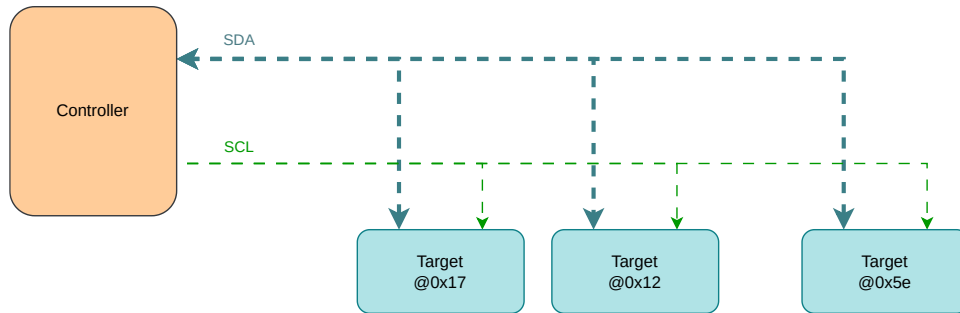 SDA
Controller
SCL
Target
@0x17
Target
@0x12
Target
@0x5e